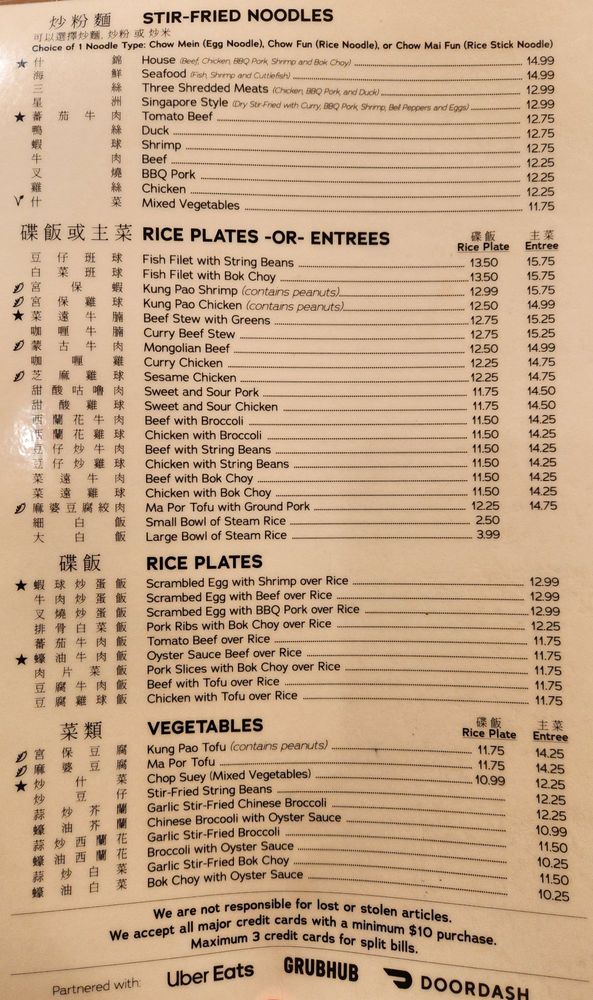 炒粉麵 STIR-FRIED NOODLES
可以選擇炒麵, 炒粉 或 炒米
Choice of 1 Noodle Type: Chow Mein (Egg Noodle), Chow Fun (Rice Noodle), or Chow Mai Fun (Rice Stick Noodle)
什錦 House (Beef, Chicken, BBQ Pork, Shrimp and Bok Choy) 14.99
海鮮 Seafood (Fish, Shrimp and Cuttlefish) 14.99
三絲 Three Shredded Meats (Chicken, BBQ Pork, and Duck) 12.99
星洲 Singapore Style (Dry Stir-Fried with Curry, BBQ Pork, Shrimp, Bell Peppers and Eggs) 12.99
蕃茄牛肉 Tomato Beef 12.75
鴨絲 Duck 12.75
蝦球 Shrimp 12.75
牛肉 Beef 12.25
叉燒 BBQ Pork 12.25
雞絲 Chicken 12.25
什菜 Mixed Vegetables 11.75
碟飯或主菜 RICE PLATES -OR- ENTREES 碟飯 Rice Plate 主菜 Entree
豆仔班球 Fish Filet with String Beans 13.50 15.75
白菜班球 Fish Filet with Bok Choy 13.50 15.75
宮保蝦 Kung Pao Shrimp (contains peanuts) 12.99 15.75
宮保雞球 Kung Pao Chicken (contains peanuts) 12.50 14.99
菜遠牛腩 Beef Stew with Greens 12.75 15.25
咖喱牛腩 Curry Beef Stew 12.75 15.25
蒙古牛肉 Mongolian Beef 12.50 14.99
咖喱雞 Curry Chicken 12.25 14.75
芝麻雞球 Sesame Chicken 12.25 14.75
甜酸咕嚕肉 Sweet and Sour Pork 11.75 14.50
甜酸雞球 Sweet and Sour Chicken 11.75 14.50
西蘭花牛肉 Beef with Broccoli 11.50 14.25
西蘭花雞球 Chicken with Broccoli 11.50 14.25
豆仔炒牛肉 Beef with String Beans 11.50 14.25
豆仔炒雞球 Chicken with String Beans 11.50 14.25
菜遠牛肉 Beef with Bok Choy 11.50 14.25
菜遠雞球 Chicken with Bok Choy 11.50 14.25
麻婆豆腐絞肉 Ma Por Tofu with Ground Pork 12.25 14.75
細白飯 Small Bowl of Steam Rice 2.50
大白飯 Large Bowl of Steam Rice 3.99
碟飯 RICE PLATES
蝦球炒蛋飯 Scrambled Egg with Shrimp over Rice 12.99
牛肉炒蛋飯 Scrambed Egg with Beef over Rice 12.99
叉燒炒蛋飯 Scrambed Egg with BBQ Pork over Rice 12.99
排骨白菜飯 Pork Ribs with Bok Choy over Rice 12.25
蕃茄牛肉飯 Tomato Beef over Rice 11.75
蠔油牛肉飯 Oyster Sauce Beef over Rice 11.75
肉片菜飯 Pork Slices with Bok Choy over Rice 11.75
豆腐牛肉飯 Beef with Tofu over Rice 11.75
豆腐雞球飯 Chicken with Tofu over Rice 11.75
菜類 VEGETABLES 碟飯 Rice Plate 主菜 Entree
宮保豆腐 Kung Pao Tofu (contains peanuts) 11.75 14.25
麻婆豆腐 Ma Por Tofu 11.75 14.25
炒什菜 Chop Suey (Mixed Vegetables) 10.99 12.25
炒豆仔 Stir-Fried String Beans 12.25
蒜炒芥蘭 Garlic Stir-Fried Chinese Broccoli 12.25
蠔油芥蘭 Chinese Brocooli with Oyster Sauce 10.99
蒜炒西蘭花 Garlic Stir-Fried Broccoli 11.50
蠔油西蘭花 Broccoli with Oyster Sauce 10.25
蒜炒白菜 Garlic Stir-Fried Bok Choy 11.50
蠔油白菜 Bok Choy with Oyster Sauce 10.25
We are not responsible for lost or stolen articles.
We accept all major credit cards with a minimum $10 purchase.
Maximum 3 credit cards for split bills.
Partnered with: Uber Eats GRUBHUB DOORDASH